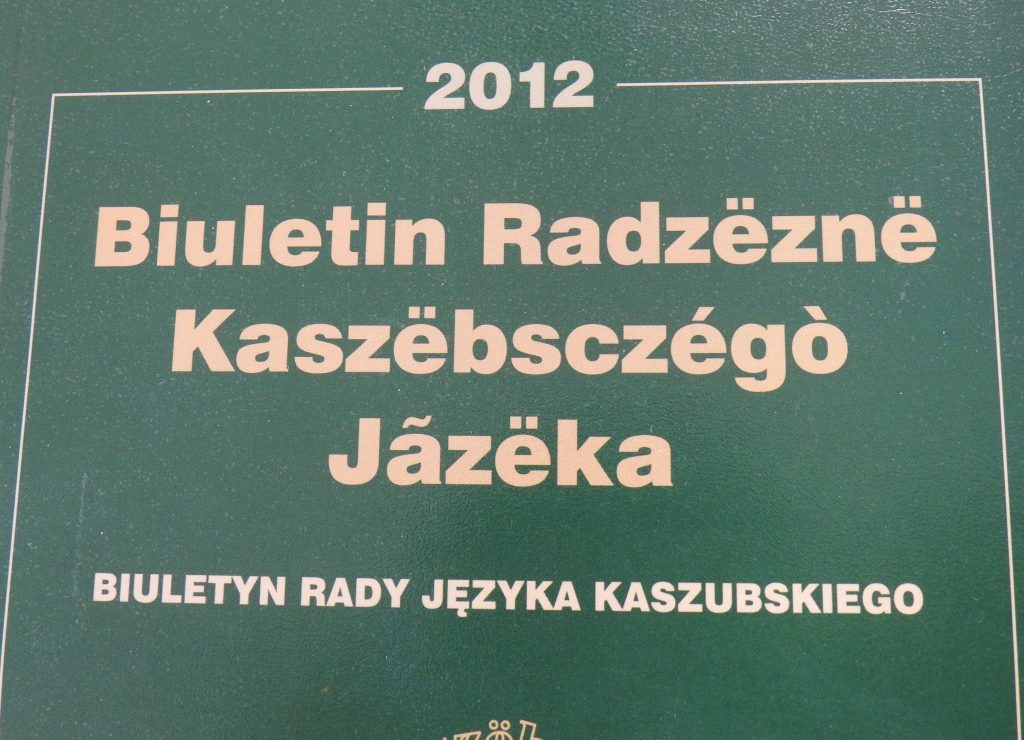 2012
Biuletin Radzëznë
Kaszëbsczégò
Jãzëka
BIULETYN RADY JĘZYKA KASZUBSKIEGO